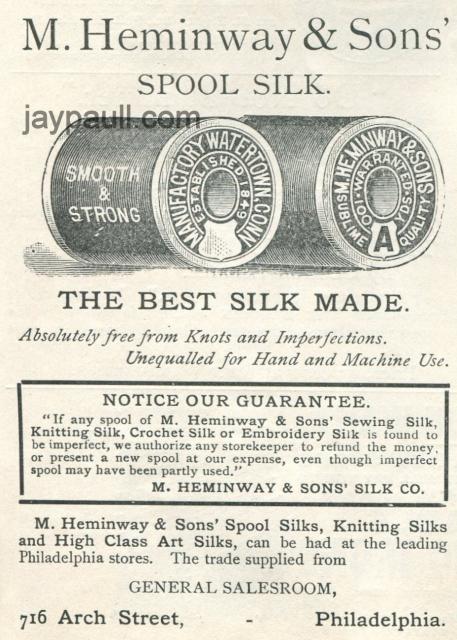 M. Heminway & Sons'
SPOOL SILK.
jaypaull.com
SMOOTH
&
STRONG
MANUFACTORY WATERTOWN, CONN
ESTABLISHED 1849
M. HEMINWAY & SONS
SUBLIME QUALITY
WARRANTED
100 YDS
A
THE BEST SILK MADE.
Absolutely free from Knots and Imperfections.
Unequalled for Hand and Machine Use.
NOTICE OUR GUARANTEE.
"If any spool of M. Heminway & Sons' Sewing Silk,
Knitting Silk, Crochet Silk or Embroidery Silk is found to
be imperfect, we authorize any storekeeper to refund the money,
or present a new spool at our expense, even though imperfect
spool may have been partly used."
M. HEMINWAY & SONS' SILK CO.
M. Heminway & Sons' Spool Silks, Knitting Silks
and High Class Art Silks, can be had at the leading
Philadelphia stores. The trade supplied from
GENERAL SALESROOM,
716 Arch Street, - Philadelphia.